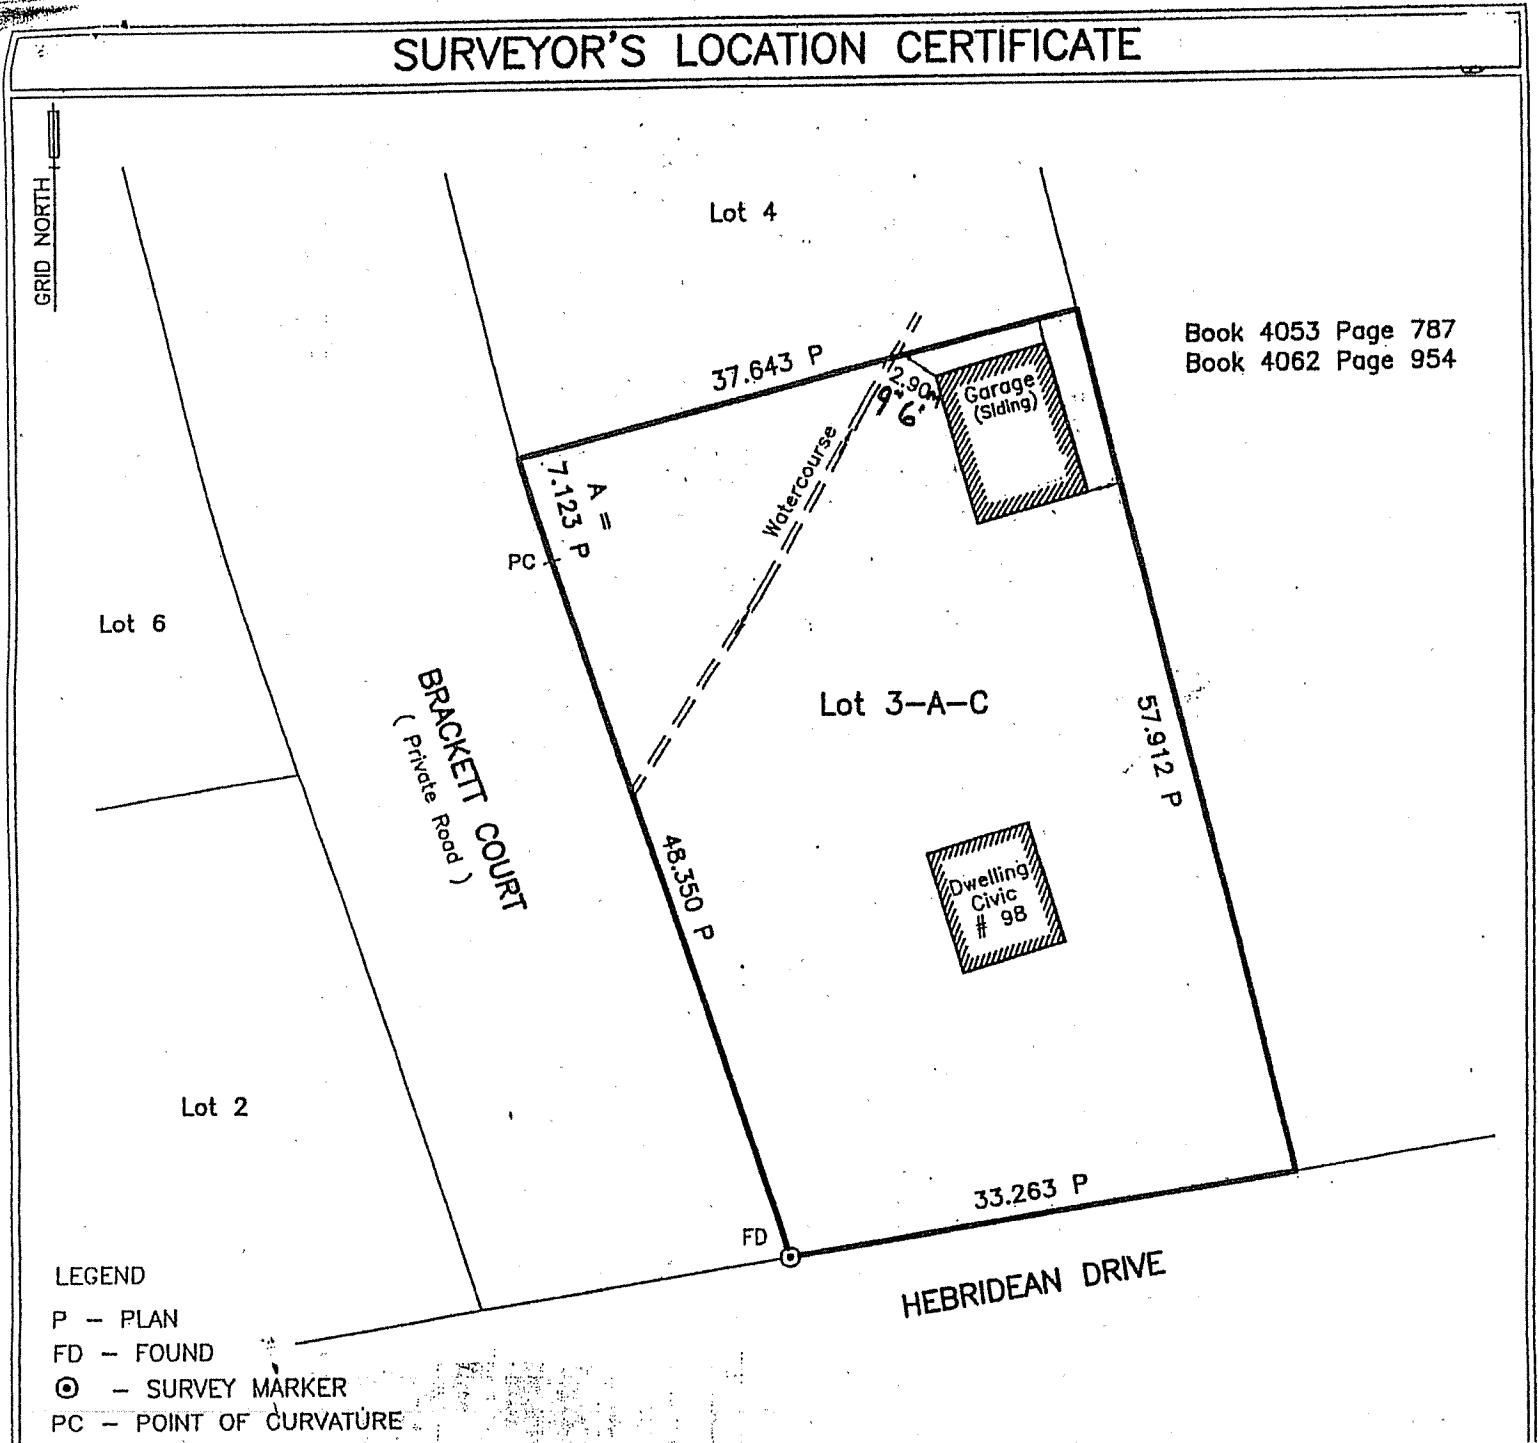 SURVEYOR'S LOCATION CERTIFICATE
GRID NORTH
Lot 4
Book 4053 Page 787
Book 4062 Page 954
37.643 P
2.90m
9" 6'
Garage
(Siding)
Watercourse
A =
7.123 P
PC
Lot 6
BRACKETT COURT
( Private Road )
Lot 3-A-C
57.912 P
48.350 P
Dwelling
Civic
# 98
Lot 2
33.263 P
FD
HEBRIDEAN DRIVE
LEGEND
P - PLAN
FD - FOUND
- SURVEY MARKER
PC - POINT OF CURVATURE